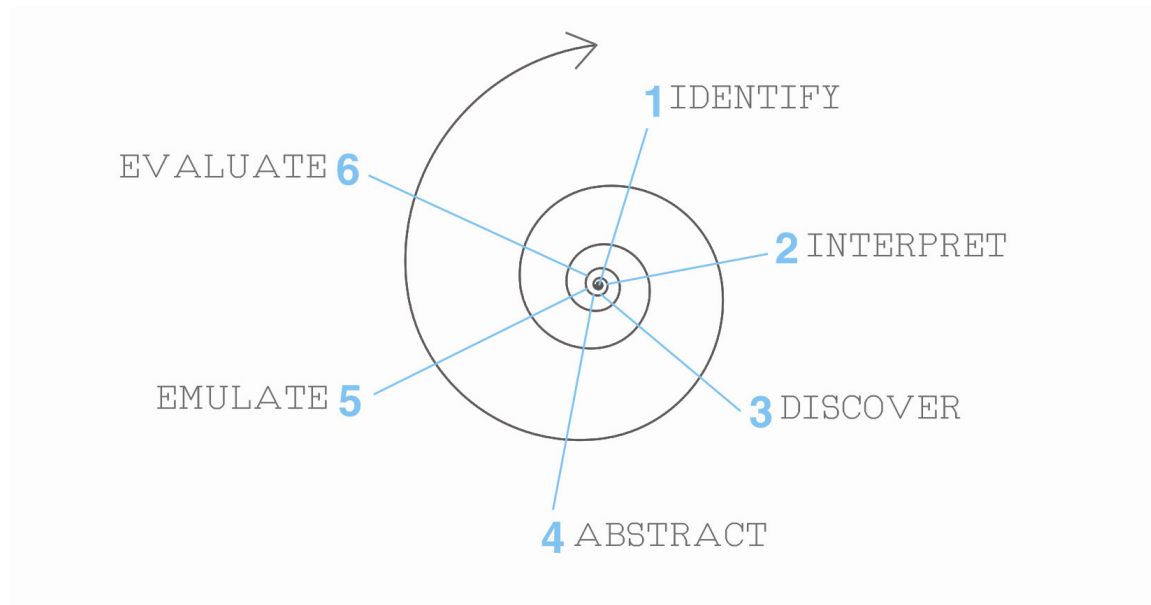 1 IDENTIFY
2 INTERPRET
3 DISCOVER
4 ABSTRACT
EMULATE 5
EVALUATE 6